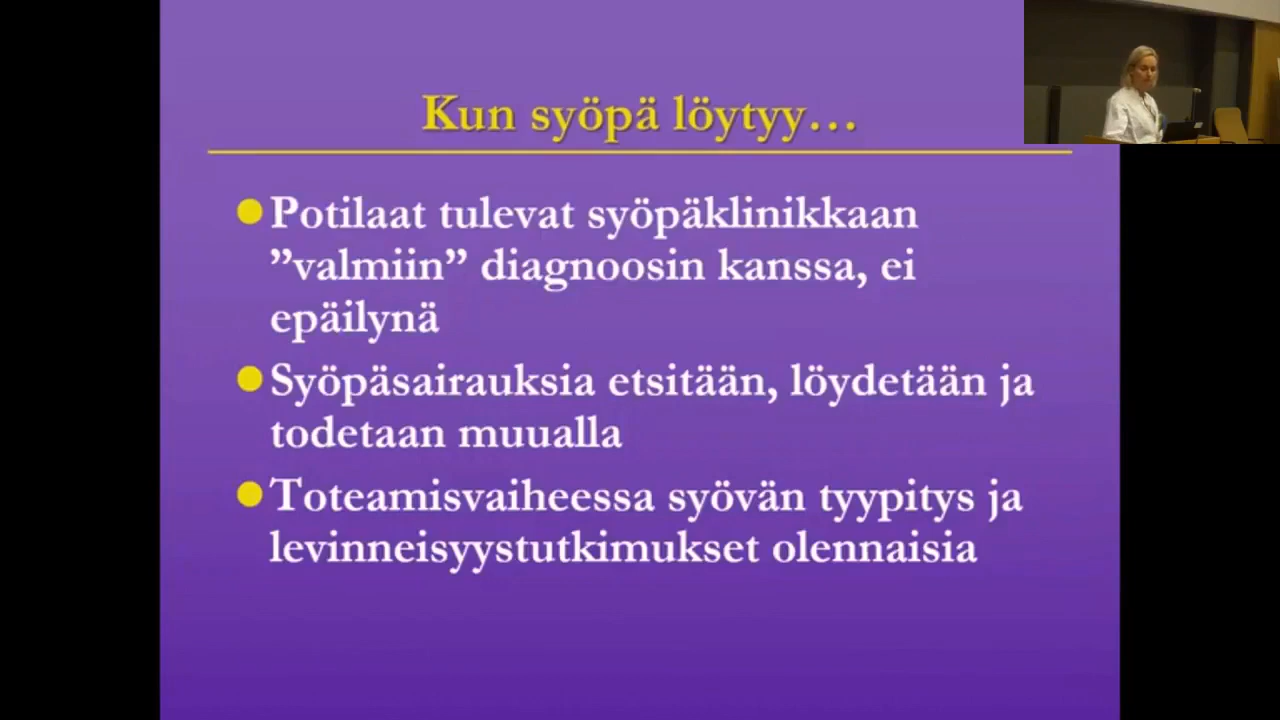 Kun syöpä löytyy…
Potilaat tulevat syöpäklinikkaan
”valmiin” diagnoosin kanssa, ei
epäilynä
Syöpäsairauksia etsitään, löydetään ja
todetaan muualla
Toteamisvaiheessa syövän tyypitys ja
levinneisyystutkimukset olennaisia